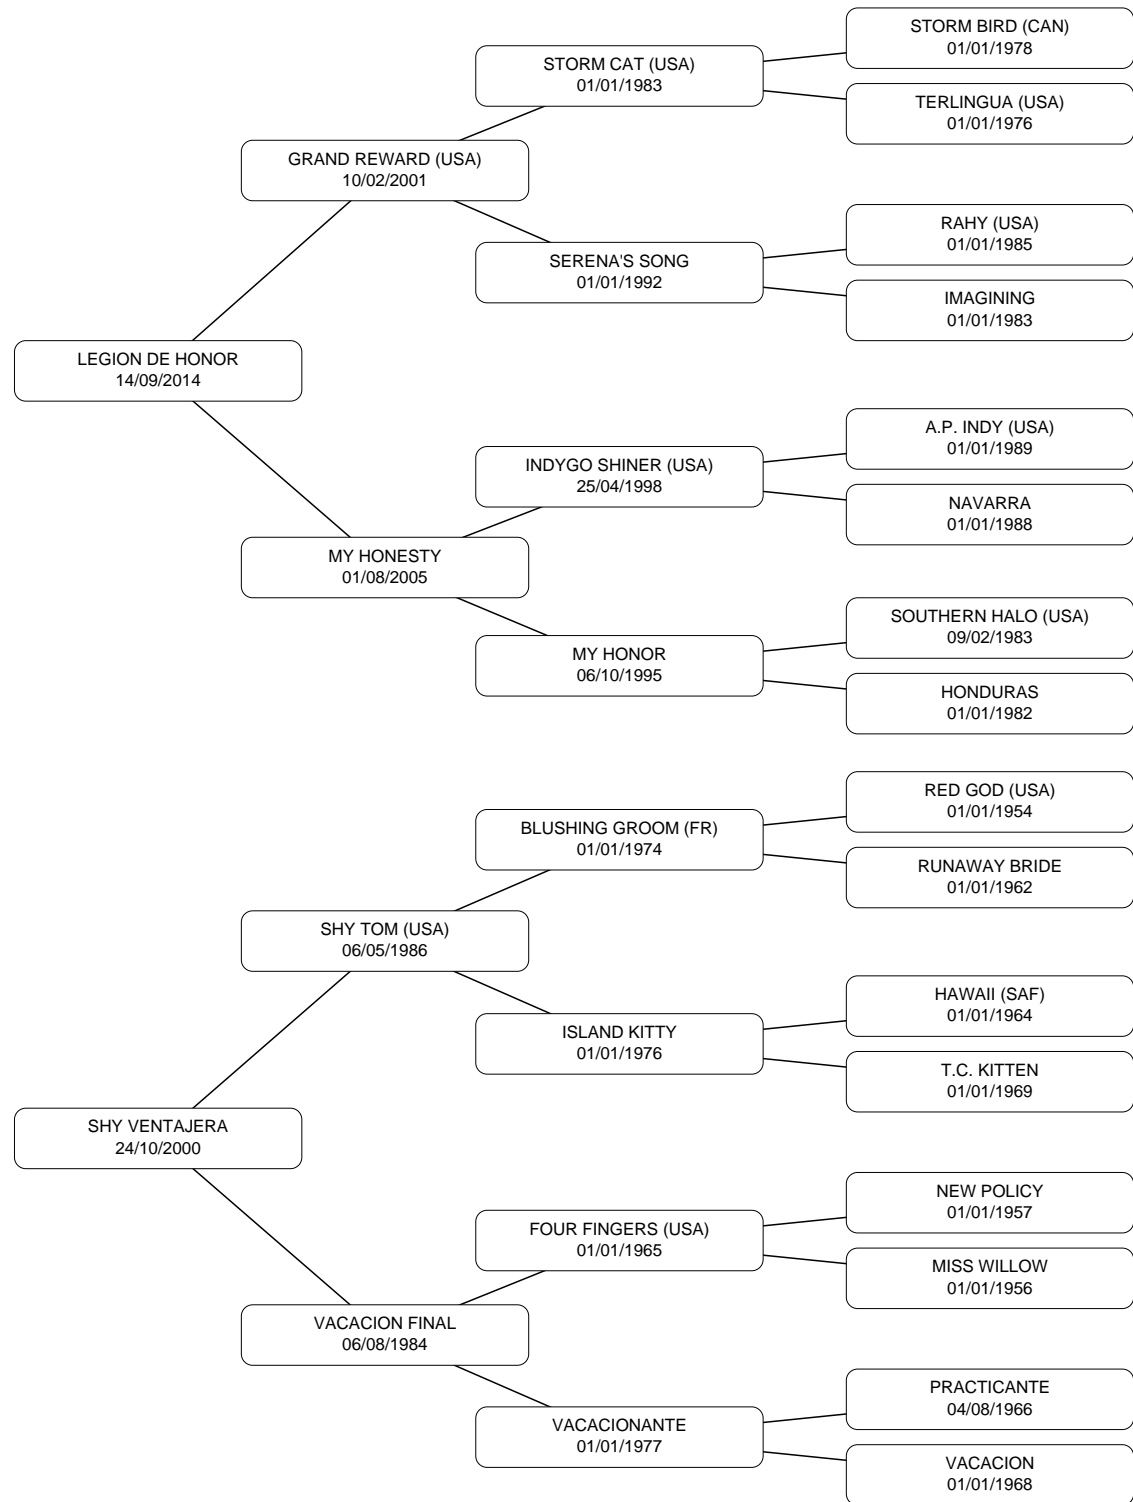 STORM BIRD (CAN)
01/01/1978
STORM CAT (USA)
01/01/1983
TERLINGUA (USA)
01/01/1976
GRAND REWARD (USA)
10/02/2001
RAHY (USA)
01/01/1985
SERENA'S SONG
01/01/1992
IMAGINING
01/01/1983
LEGION DE HONOR
14/09/2014
A.P. INDY (USA)
01/01/1989
INDYGO SHINER (USA)
25/04/1998
NAVARRA
01/01/1988
MY HONESTY
01/08/2005
SOUTHERN HALO (USA)
09/02/1983
MY HONOR
06/10/1995
HONDURAS
01/01/1982
RED GOD (USA)
01/01/1954
BLUSHING GROOM (FR)
01/01/1974
RUNAWAY BRIDE
01/01/1962
SHY TOM (USA)
06/05/1986
HAWAII (SAF)
01/01/1964
ISLAND KITTY
01/01/1976
T.C. KITTEN
01/01/1969
SHY VENTAJERA
24/10/2000
NEW POLICY
01/01/1957
FOUR FINGERS (USA)
01/01/1965
MISS WILLOW
01/01/1956
VACACION FINAL
06/08/1984
PRACTICANTE
04/08/1966
VACACIONANTE
01/01/1977
VACACION
01/01/1968